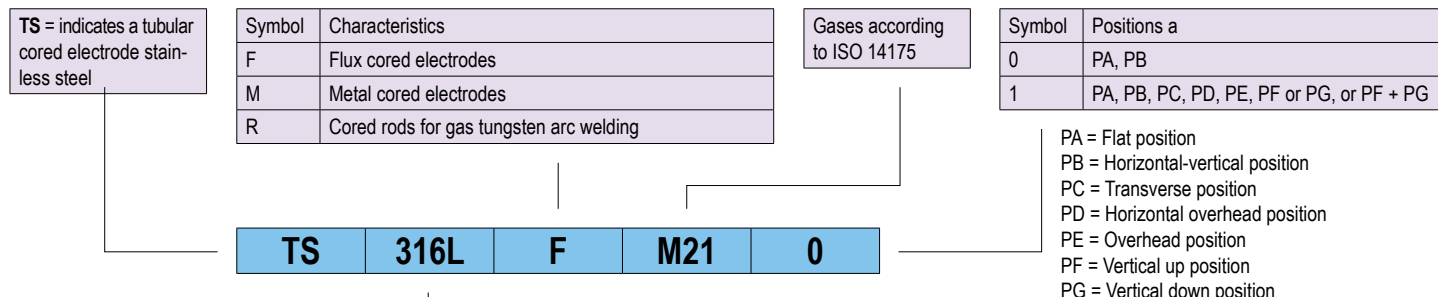 TS = indicates a tubular
cored electrode stain-
less steel
Symbol Characteristics
F Flux cored electrodes
M Metal cored electrodes
R Cored rods for gas tungsten arc welding
Gases according
to ISO 14175
Symbol Positions a
0 PA, PB
1 PA, PB, PC, PD, PE, PF or PG, or PF + PG
PA = Flat position
PB = Horizontal-vertical position
PC = Transverse position
PD = Horizontal overhead position
PE = Overhead position
PF = Vertical up position
PG = Vertical down position
TS 316L F M21 0